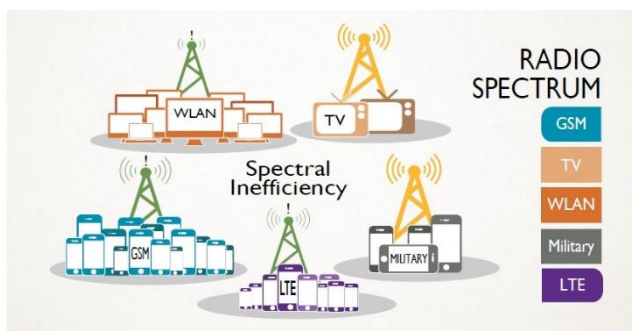 RADIO
SPECTRUM
WLAN
TV
GSM
TV
WLAN
Military
LTE
Spectral
Inefficiency
GSM
LTE
MILITARY